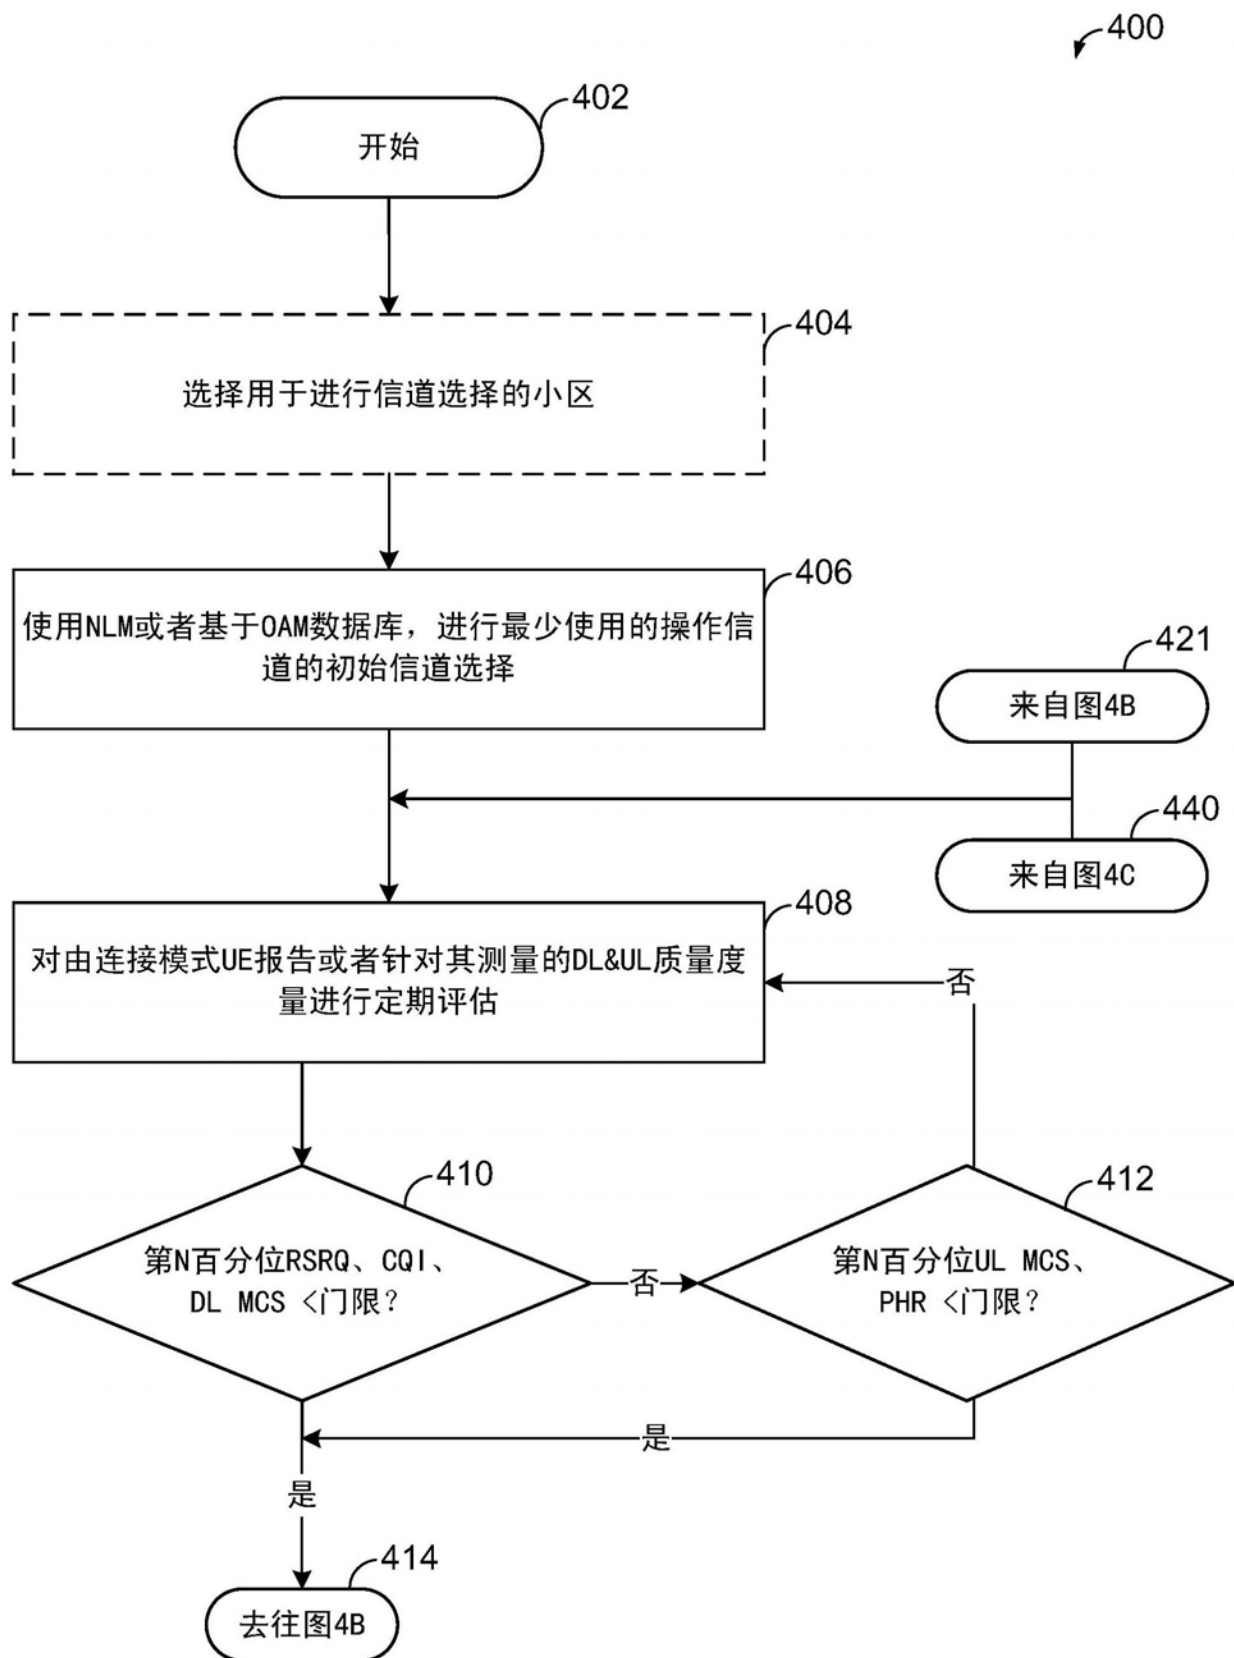 400
402
开始
404
选择用于进行信道选择的小区
406
使用NLM或者基于OAM数据库，进行最少使用的操作信
道的初始信道选择
421
来自图4B
440
来自图4C
408
对由连接模式UE报告或者针对其测量的DL&UL质量度
量进行定期评估
否
410
第N百分位RSRQ、CQI、
DL MCS <门限?
否
412
第N百分位UL MCS、
PHR <门限?
是
是
414
去往图4B